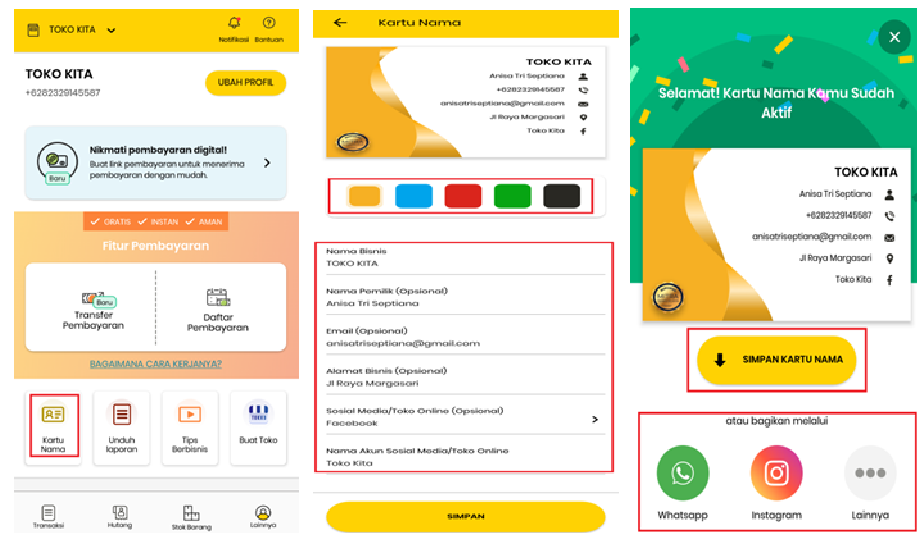 TOKO KITA
Notifikasi Bantuan
TOKO KITA
+6282329145587
UBAH PROFIL
Nikmati pembayaran digital!
Buat link pembayaran untuk menerima
pembayaran dengan mudah.
Baru
GRATIS INSTAN AMAN
Fitur Pembayaran
Baru
Transfer
Pembayaran
Daftar
Pembayaran
BAGAIMANA CARA KERJANYA?
Kartu
Nama
Unduh
laporan
Tips
Berbisnis
Buat Toko
Transaksi
Hutang
Stok Barang
Lainnya
Kartu Nama
TOKO KITA
Anisa Tri Septiana
+6282329145587
anisatriseptiana@gmail.com
Jl Raya Margasari
Toko Kita
Nama Bisnis
TOKO KITA
Nama Pemilik (Opsional)
Anisa Tri Septiana
Email (Opsional)
anisatriseptiana@gmail.com
Alamat Bisnis (Opsional)
Jl Raya Margasari
Sosial Media/Toko Online (Opsional)
Facebook
Nama Akun Sosial Media/Toko Online
Toko Kita
SIMPAN
Selamat! Kartu Nama Kamu Sudah
Aktif
TOKO KITA
Anisa Tri Septiana
+6282329145587
anisatriseptiana@gmail.com
Jl Raya Margasari
Toko Kita
SIMPAN KARTU NAMA
atau bagikan melalui
Whatsapp
Instagram
Lainnya